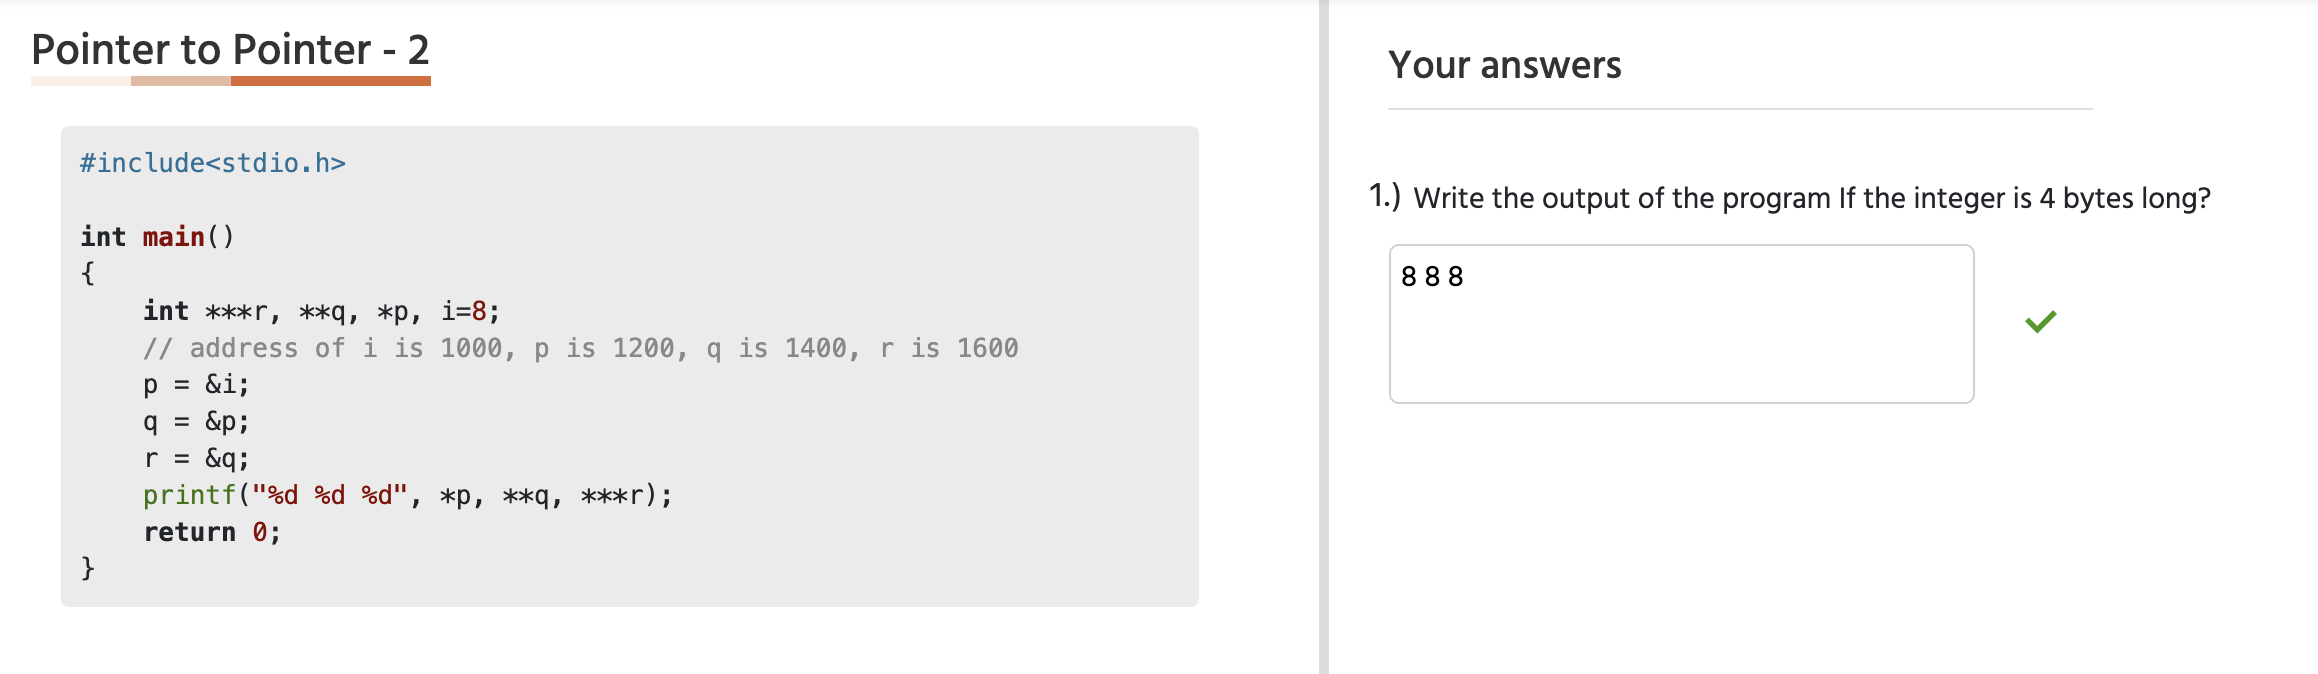 Pointer to Pointer - 2
#include<stdio.h>
int main()
{
    int ***r, **q, *p, i=8;
    // address of i is 1000, p is 1200, q is 1400, r is 1600
    p = &i;
    q = &p;
    r = &q;
    printf("%d %d %d", *p, **q, ***r);
    return 0;
}
Your answers
1.) Write the output of the program If the integer is 4 bytes long?
8 8 8